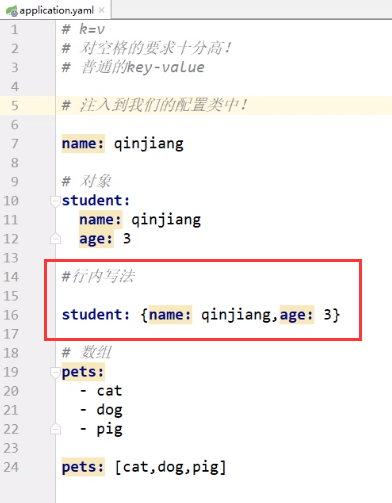 application.yaml
1 # k=v
2 # 对空格的要求十分高！
3 # 普通的key-value
4
5 # 注入到我们的配置类中！
6
7 name: qinjiang
8
9 # 对象
10 student:
11   name: qinjiang
12   age: 3
13
14 #行内写法
15
16 student: {name: qinjiang,age: 3}
17
18 # 数组
19 pets:
20   - cat
21   - dog
22   - pig
23
24 pets: [cat,dog,pig]